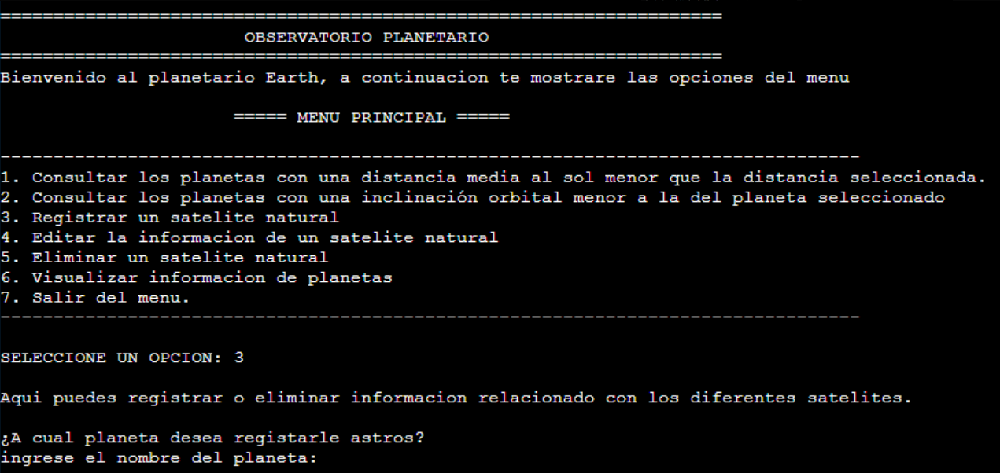 ====================================================================
OBSERVATORIO PLANETARIO
====================================================================
Bienvenido al planetario Earth, a continuacion te mostrare las opciones del menu
===== MENU PRINCIPAL =====
---------------------------------------------------------------------------------
1. Consultar los planetas con una distancia media al sol menor que la distancia seleccionada.
2. Consultar los planetas con una inclinación orbital menor a la del planeta seleccionado
3. Registrar un satelite natural
4. Editar la informacion de un satelite natural
5. Eliminar un satelite natural
6. Visualizar informacion de planetas
7. Salir del menu.
---------------------------------------------------------------------------------
SELECCIONE UN OPCION: 3
Aqui puedes registrar o eliminar informacion relacionado con los diferentes satelites.
¿A cual planeta desea registarle astros?
ingrese el nombre del planeta: